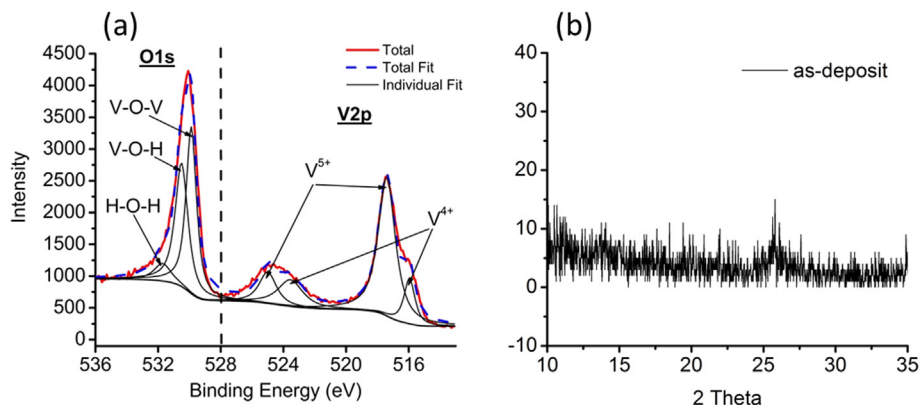 (a)
O1s
Total
Total Fit
Individual Fit
V2p
V-O-V
V-O-H
H-O-H
V5+
V4+
Intensity
4500
4000
3500
3000
2500
2000
1500
1000
500
0
536 532 528 524 520 516
Binding Energy (eV)
(b)
as-deposit
40
30
20
10
0
-10
10 15 20 25 30 35
2 Theta